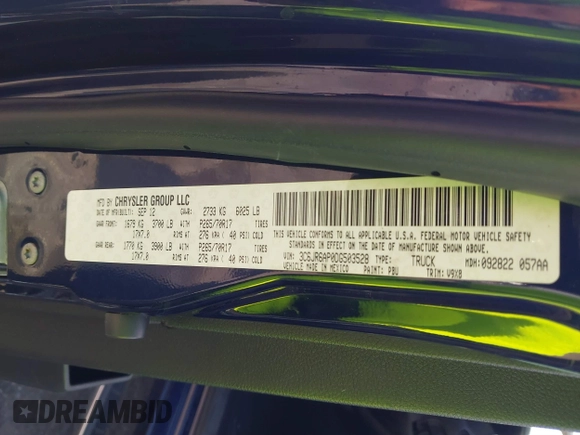 MFD BY CHRYSLER GROUP LLC
DATE OF MFR(BUILT): SEP 12 GVWR: 2733 KG 6025 LB
GAWR FRONT: 1679 KG 3700 LB WITH P265/70R17 TIRES
17X7.0 RIMS AT 276 KPA( 40 PSI) COLD
GAWR REAR: 1770 KG 3900 LB WITH P265/70R17 TIRES
17X7.0 RIMS AT 276 KPA( 40 PSI) COLD
THIS VEHICLE CONFORMS TO ALL APPLICABLE U.S.A. FEDERAL MOTOR VEHICLE SAFETY
STANDARDS IN EFFECT ON THE DATE OF MANUFACTURE SHOWN ABOVE.
VIN: 3C6JR6AP0DG503528 TYPE: TRUCK MDH: 092822 057AA
VEHICLE MADE IN MEXICO PAINT: PBU TRIM: V9X8
DREAMBID